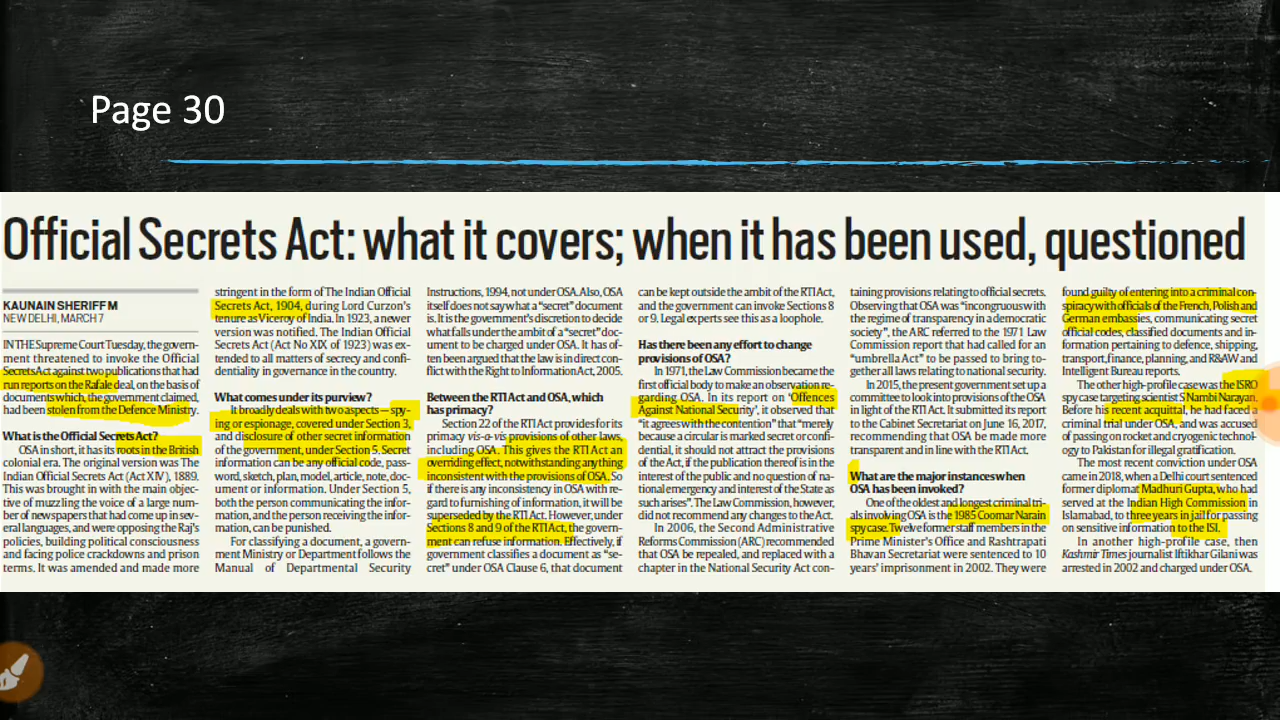 Page 30
Official Secrets Act: what it covers; when it has been used, questioned
KAUNAIN SHERIFF M
NEW DELHI, MARCH 7
IN THE Supreme Court Tuesday, the govern-
ment threatened to invoke the Official
Secrets Act against two publications that had
run reports on the Rafale deal, on the basis of
documents which, the government claimed,
had been stolen from the Defence Ministry.
What is the Official Secrets Act?
OSA in short, it has its roots in the British
colonial era. The original version was The
Indian Official Secrets Act (Act XIV), 1889.
This was brought in with the main objec-
tive of muzzling the voice of a large num-
ber of newspapers that had come up in sev-
eral languages, and were opposing the Raj's
policies, building political consciousness
and facing police crackdowns and prison
terms. It was amended and made more
stringent in the form of The Indian Official
Secrets Act, 1904, during Lord Curzon's
tenure as Viceroy of India. In 1923, a newer
version was notified. The Indian Official
Secrets Act (Act No XIX of 1923) was ex-
tended to all matters of secrecy and confi-
dentiality in governance in the country.
What comes under its purview?
It broadly deals with two aspects — spy-
ing or espionage, covered under Section 3,
and disclosure of other secret information
of the government, under Section 5. Secret
information can be any official code, pass-
word, sketch, plan, model, article, note, doc-
ument or information. Under Section 5,
both the person communicating the infor-
mation, and the person receiving the infor-
mation, can be punished.
For classifying a document, a govern-
ment Ministry or Department follows the
Manual of Departmental Security
Instructions, 1994, not under OSA. Also, OSA
itself does not say what a "secret" document
is. It is the government's discretion to decide
what falls under the ambit of a "secret" doc-
ument to be charged under OSA. It has of-
ten been argued that the law is in direct con-
flict with the Right to Information Act, 2005.
Between the RTI Act and OSA, which
has primacy?
Section 22 of the RTI Act provides for its
primacy vis-a-vis provisions of other laws,
including OSA. This gives the RTI Act an
overriding effect, notwithstanding anything
inconsistent with the provisions of OSA. So
if there is any inconsistency in OSA with re-
gard to furnishing of information, it will be
superseded by the RTI Act. However, under
Sections 8 and 9 of the RTI Act, the govern-
ment can refuse information. Effectively, if
government classifies a document as "se-
cret" under OSA Clause 6, that document
can be kept outside the ambit of the RTI Act,
and the government can invoke Sections 8
or 9. Legal experts see this as a loophole.
Has there been any effort to change
provisions of OSA?
In 1971, the Law Commission became the
first official body to make an observation re-
garding OSA. In its report on 'Offences
Against National Security', it observed that
"it agrees with the contention" that "merely
because a circular is marked secret or confi-
dential, it should not attract the provisions
of the Act, if the publication thereof is in the
interest of the public and no question of na-
tional emergency and interest of the State as
such arises". The Law Commission, however,
did not recommend any changes to the Act.
In 2006, the Second Administrative
Reforms Commission (ARC) recommended
that OSA be repealed, and replaced with a
chapter in the National Security Act con-
taining provisions relating to official secrets.
Observing that OSA was "incongruous with
the regime of transparency in a democratic
society", the ARC referred to the 1971 Law
Commission report that had called for an
"umbrella Act" to be passed to bring to-
gether all laws relating to national security.
In 2015, the present government set up a
committee to look into provisions of the OSA
in light of the RTI Act. It submitted its report
to the Cabinet Secretariat on June 16, 2017,
recommending that OSA be made more
transparent and in line with the RTI Act.
What are the major instances when
OSA has been invoked?
One of the oldest and longest criminal tri-
als involving OSA is the 1985 Coomar Narain
spy case. Twelve former staff members in the
Prime Minister's Office and Rashtrapati
Bhavan Secretariat were sentenced to 10
years' imprisonment in 2002. They were
found guilty of entering into a criminal con-
spiracy with officials of the French, Polish and
German embassies, communicating secret
official codes, classified documents and in-
formation pertaining to defence, shipping,
transport, finance, planning, and R&AW and
Intelligence Bureau reports.
The other high-profile case was the ISRO
spy case targeting scientist S Nambi Narayan.
Before his recent acquittal, he had faced a
criminal trial under OSA, and was accused
of passing on rocket and cryogenic technol-
ogy to Pakistan for illegal gratification.
The most recent conviction under OSA
came in 2018, when a Delhi court sentenced
former diplomat Madhuri Gupta, who had
served at the Indian High Commission in
Islamabad, to three years in jail for passing
on sensitive information to the ISI.
In another high-profile case, then
Kashmir Times journalist Iftikhar Gilani was
arrested in 2002 and charged under OSA.